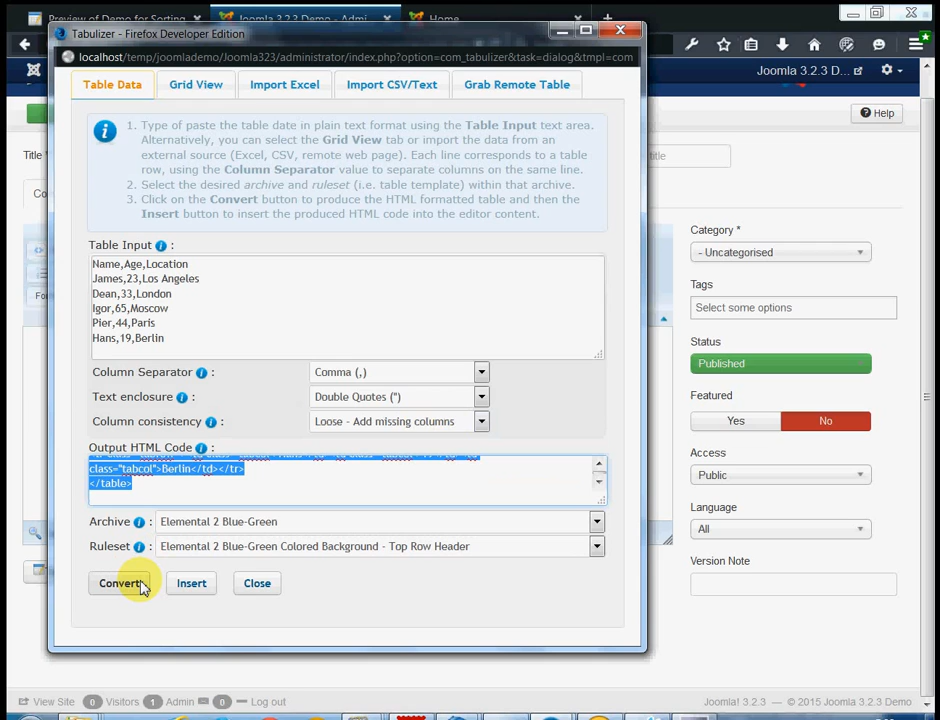 Preview of Demo for Sorting
Joomla 3.2.3 Demo - Admi
Home
Tabulizer - Firefox Developer Edition
localhost/temp/joomlademo/Joomla323/administrator/index.php?option=com_tabulizer&task=dialog&tmpl=com
Joomla 3.2.3 D...
Table Data
Grid View
Import Excel
Import CSV/Text
Grab Remote Table
Help
1. Type of paste the table date in plain text format using the Table Input text area.
Alternatively, you can select the Grid View tab or import the data from an
external source (Excel, CSV, remote web page). Each line corresponds to a table
row, using the Column Separator value to separate columns on the same line.
2. Select the desired archive and ruleset (i.e. table template) within that archive.
3. Click on the Convert button to produce the HTML formatted table and then the
Insert button to insert the produced HTML code into the editor content.
Title
title
Co
Category *
- Uncategorised
Table Input :
Name,Age,Location
James,23,Los Angeles
Dean,33,London
Igor,65,Moscow
Pier,44,Paris
Hans,19,Berlin
For
Tags
Select some options
Status
Published
Column Separator :
Comma (,)
Text enclosure :
Double Quotes (")
Column consistency :
Loose - Add missing columns
Featured
Yes
No
Output HTML Code :
class="tabcol">Berlin</td></tr>
</table>
Access
Public
Language
All
Archive :
Elemental 2 Blue-Green
Ruleset :
Elemental 2 Blue-Green Colored Background - Top Row Header
Version Note
Convert
Insert
Close
View Site
0 Visitors
1 Admin
0
Log out
Joomla! 3.2.3 — © 2015 Joomla 3.2.3 Demo